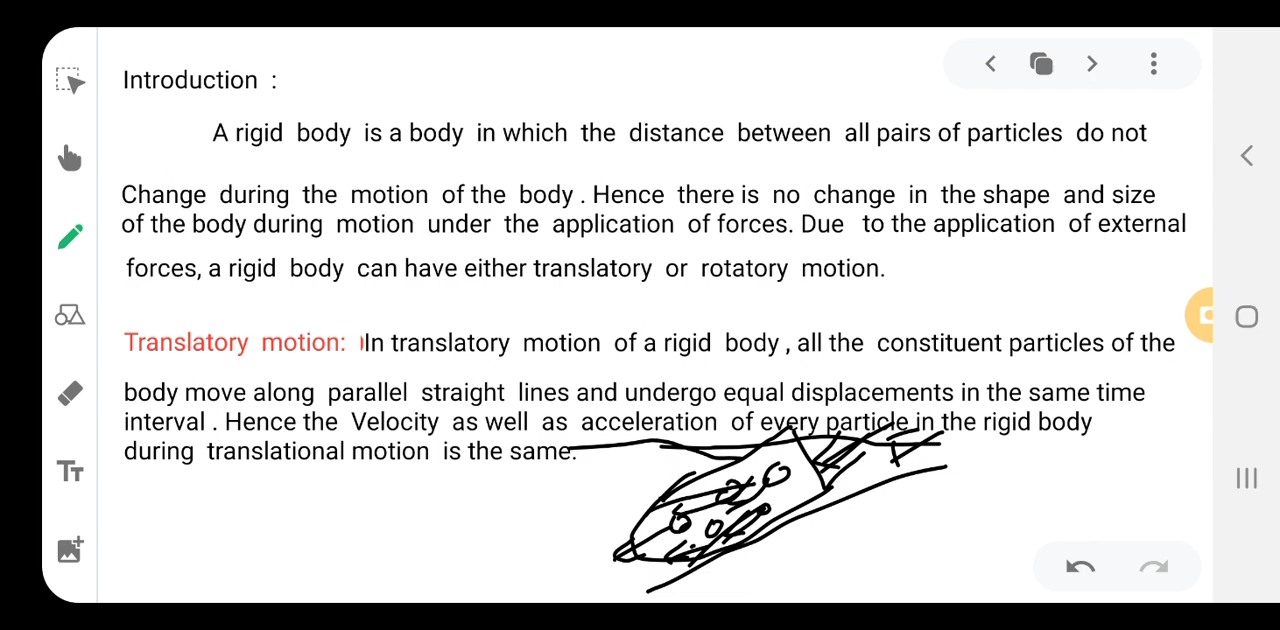 Introduction :
A rigid body is a body in which the distance between all pairs of particles do not
Change during the motion of the body . Hence there is no change in the shape and size
of the body during motion under the application of forces. Due to the application of external
forces, a rigid body can have either translatory or rotatory motion.
Translatory motion: In translatory motion of a rigid body , all the constituent particles of the
body move along parallel straight lines and undergo equal displacements in the same time
interval . Hence the Velocity as well as acceleration of every particle in the rigid body
during translational motion is the same.
Tт